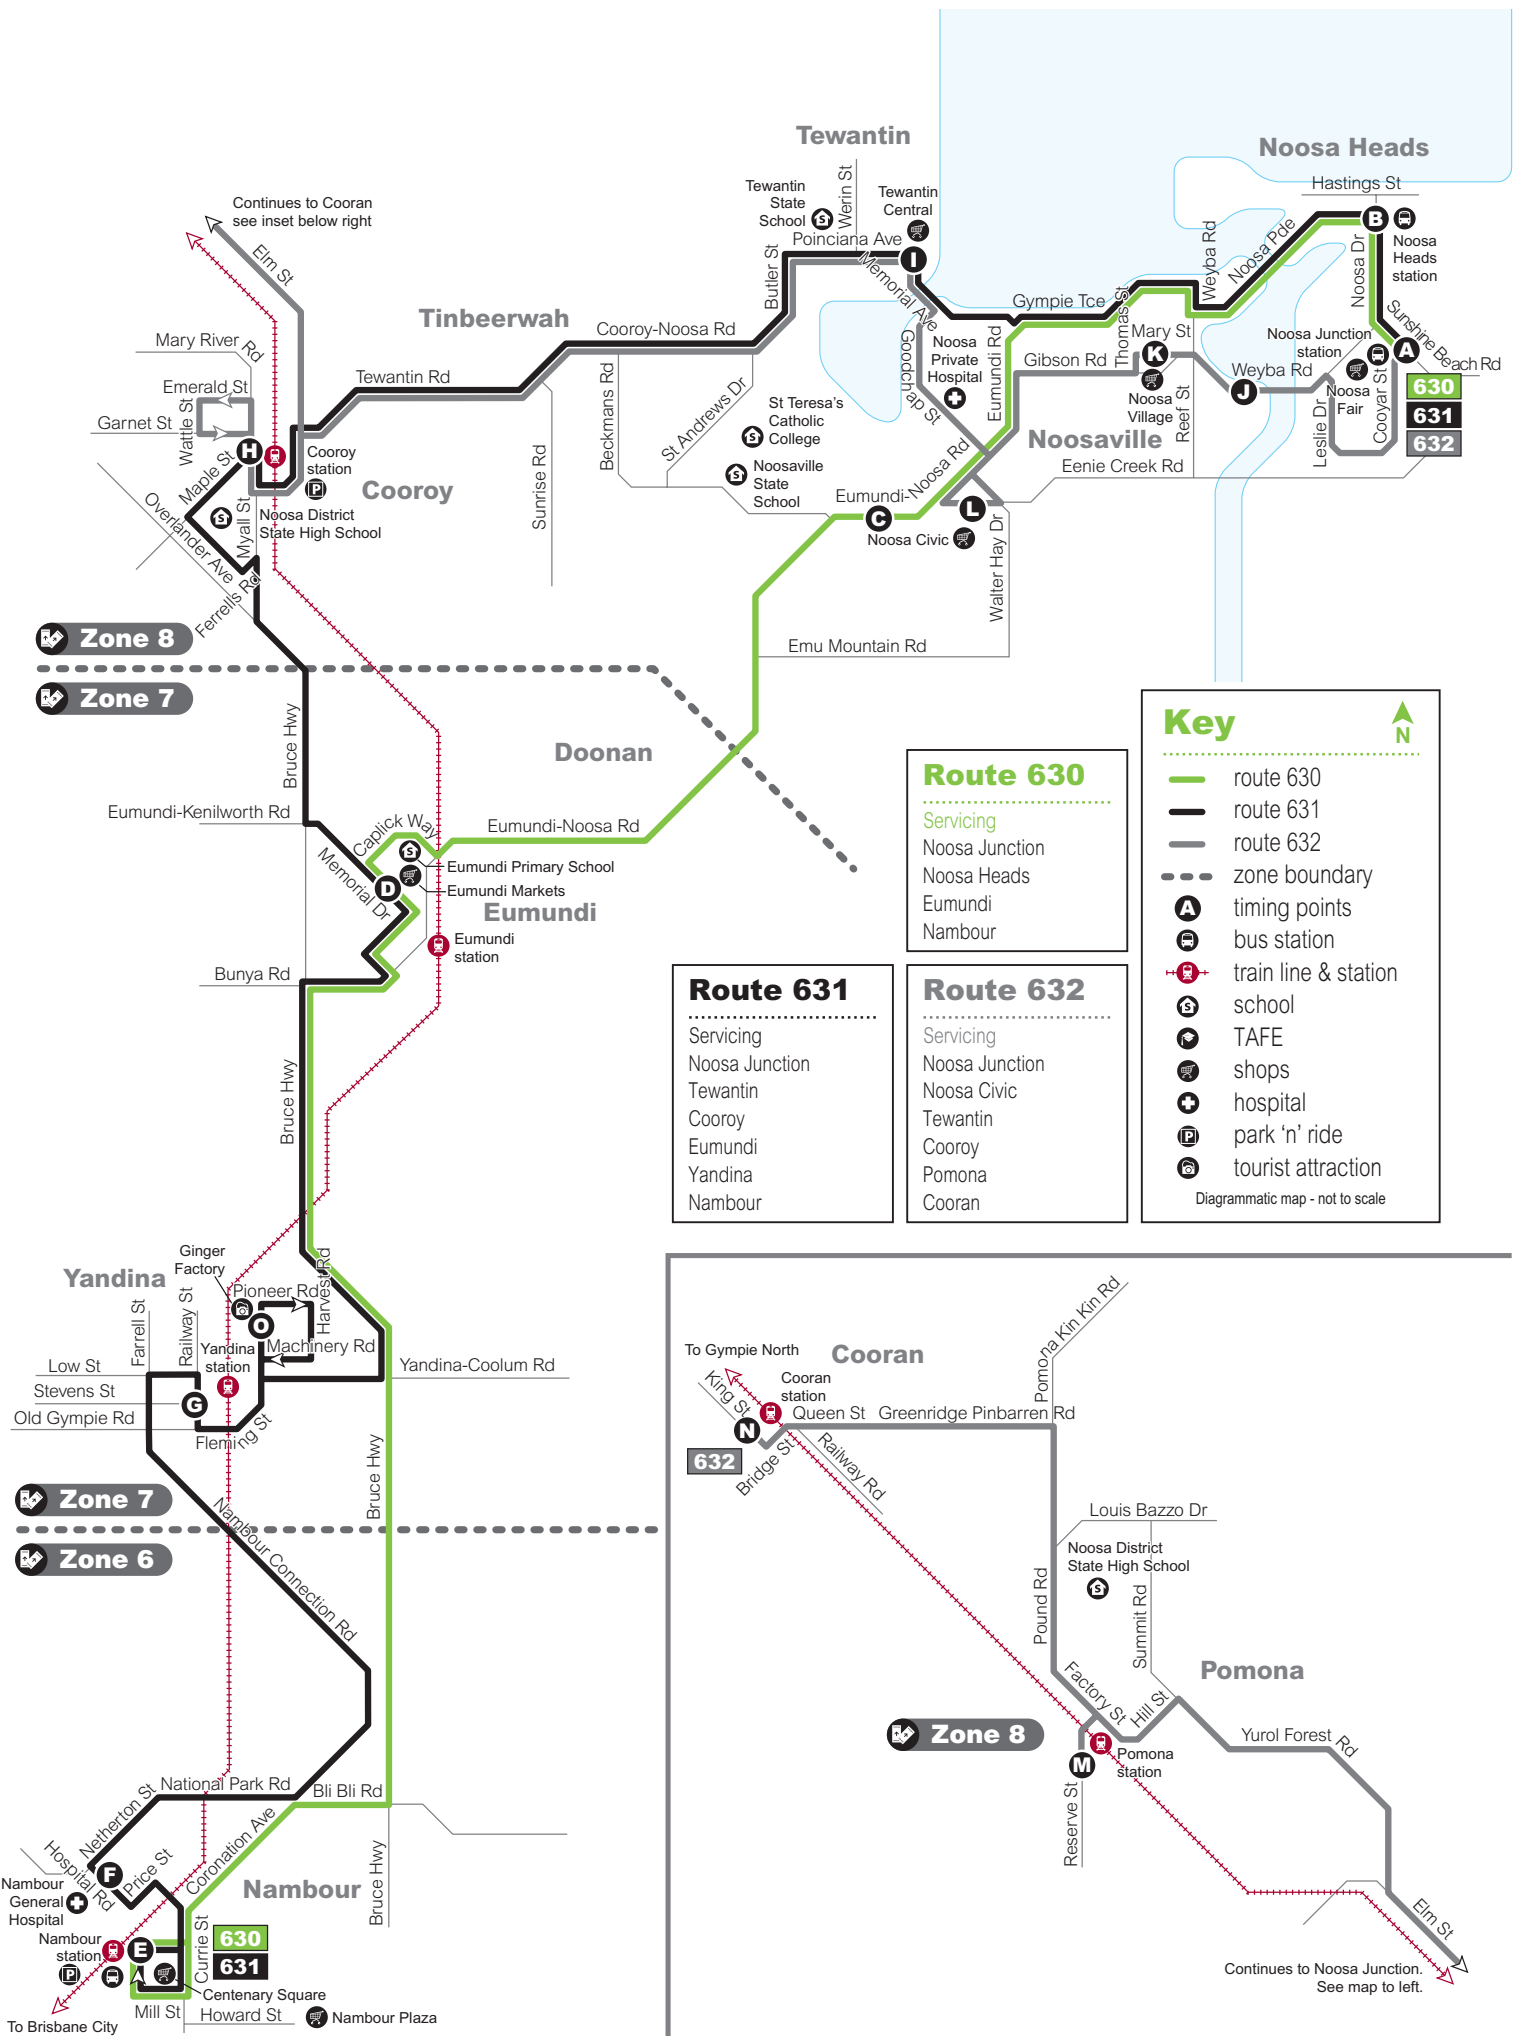 Tewantin
Noosa Heads
Hastings St
Tewantin
State
School
Werin St
Tewantin
Central
Continues to Cooran
see inset below right
Elm St
Poinciana Ave
Butler St
Memorial Ave
B
I
Noosa
Heads
station
Weyba Rd
Noosa Pde
Noosa Dr
Tinbeerwah
Cooroy-Noosa Rd
Gympie Tce
Thomas St
Mary St
Noosa Junction
station
Sunshine Beach Rd
A
Mary River Rd
Emerald St
Wattle St
Garnet St
Tewantin Rd
Noosa
Private
Hospital
Goodchap St
Eumundi Rd
Gibson Rd
K
Noosa
Village
Reef St
Weyba Rd
J
Noosa
Fair
Leslie Dr
Cooyar St
630
631
632
H
Cooroy
station
Cooroy
Maple St
Myall St
Noosa District
State High School
Overlander Ave
Ferrells Rd
Sunrise Rd
Beckmans Rd
St Andrews Dr
St Teresa's
Catholic
College
Noosaville
State
School
Noosaville
Eenie Creek Rd
Eumundi-Noosa Rd
C
L
Noosa Civic
Walter Hay Dr
Emu Mountain Rd
Zone 8
Zone 7
Bruce Hwy
Doonan
Eumundi-Kenilworth Rd
Caplick Way
Eumundi-Noosa Rd
Memorial Dr
D
Eumundi Primary School
Eumundi Markets
Eumundi
Eumundi
station
Bunya Rd
Bruce Hwy
Route 630
Servicing
Noosa Junction
Noosa Heads
Eumundi
Nambour
Route 631
Servicing
Noosa Junction
Tewantin
Cooroy
Eumundi
Yandina
Nambour
Route 632
Servicing
Noosa Junction
Noosa Civic
Tewantin
Cooroy
Pomona
Cooran
Key
N
route 630
route 631
route 632
zone boundary
A timing points
bus station
train line & station
school
TAFE
shops
hospital
park 'n' ride
tourist attraction
Diagrammatic map - not to scale
Yandina
Ginger
Factory
Pioneer Rd
Harvest Rd
O
Machinery Rd
Farrell St
Railway St
Yandina
station
Low St
Stevens St
Old Gympie Rd
G
Fleming St
Yandina-Coolum Rd
Bruce Hwy
Zone 7
Zone 6
Nambour Connection Rd
National Park Rd
Bli Bli Rd
Netherton St
Coronation Ave
Hospital Rd
F
Price St
Nambour
General
Hospital
Nambour
Bruce Hwy
Nambour
station
E
Currie St
630
631
Centenary Square
Mill St
Howard St
Nambour Plaza
To Brisbane City
To Gympie North
Cooran
Pomona Kin Kin Rd
King St
Cooran
station
Queen St
Greenridge Pinbarren Rd
N
632
Bridge St
Railway Rd
Louis Bazzo Dr
Noosa District
State High School
Pound Rd
Summit Rd
Pomona
Factory St
Hill St
Zone 8
Yurol Forest Rd
M
Pomona
station
Reserve St
Elm St
Continues to Noosa Junction.
See map to left.